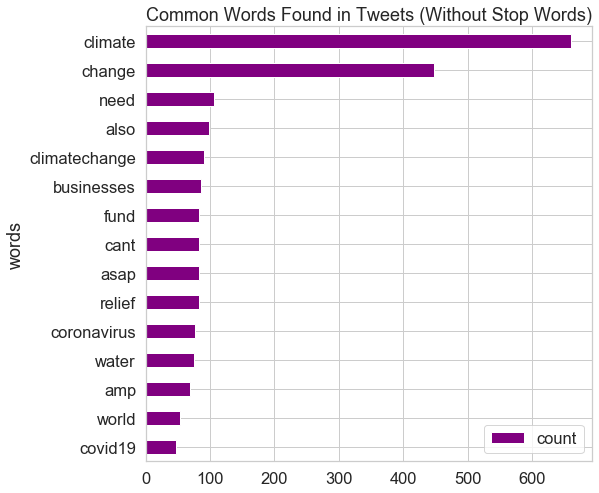 Common Words Found in Tweets (Without Stop Words)
climate
change
need
also
climatechange
businesses
fund
cant
asap
relief
coronavirus
water
amp
world
covid19
words
count
0 100 200 300 400 500 600